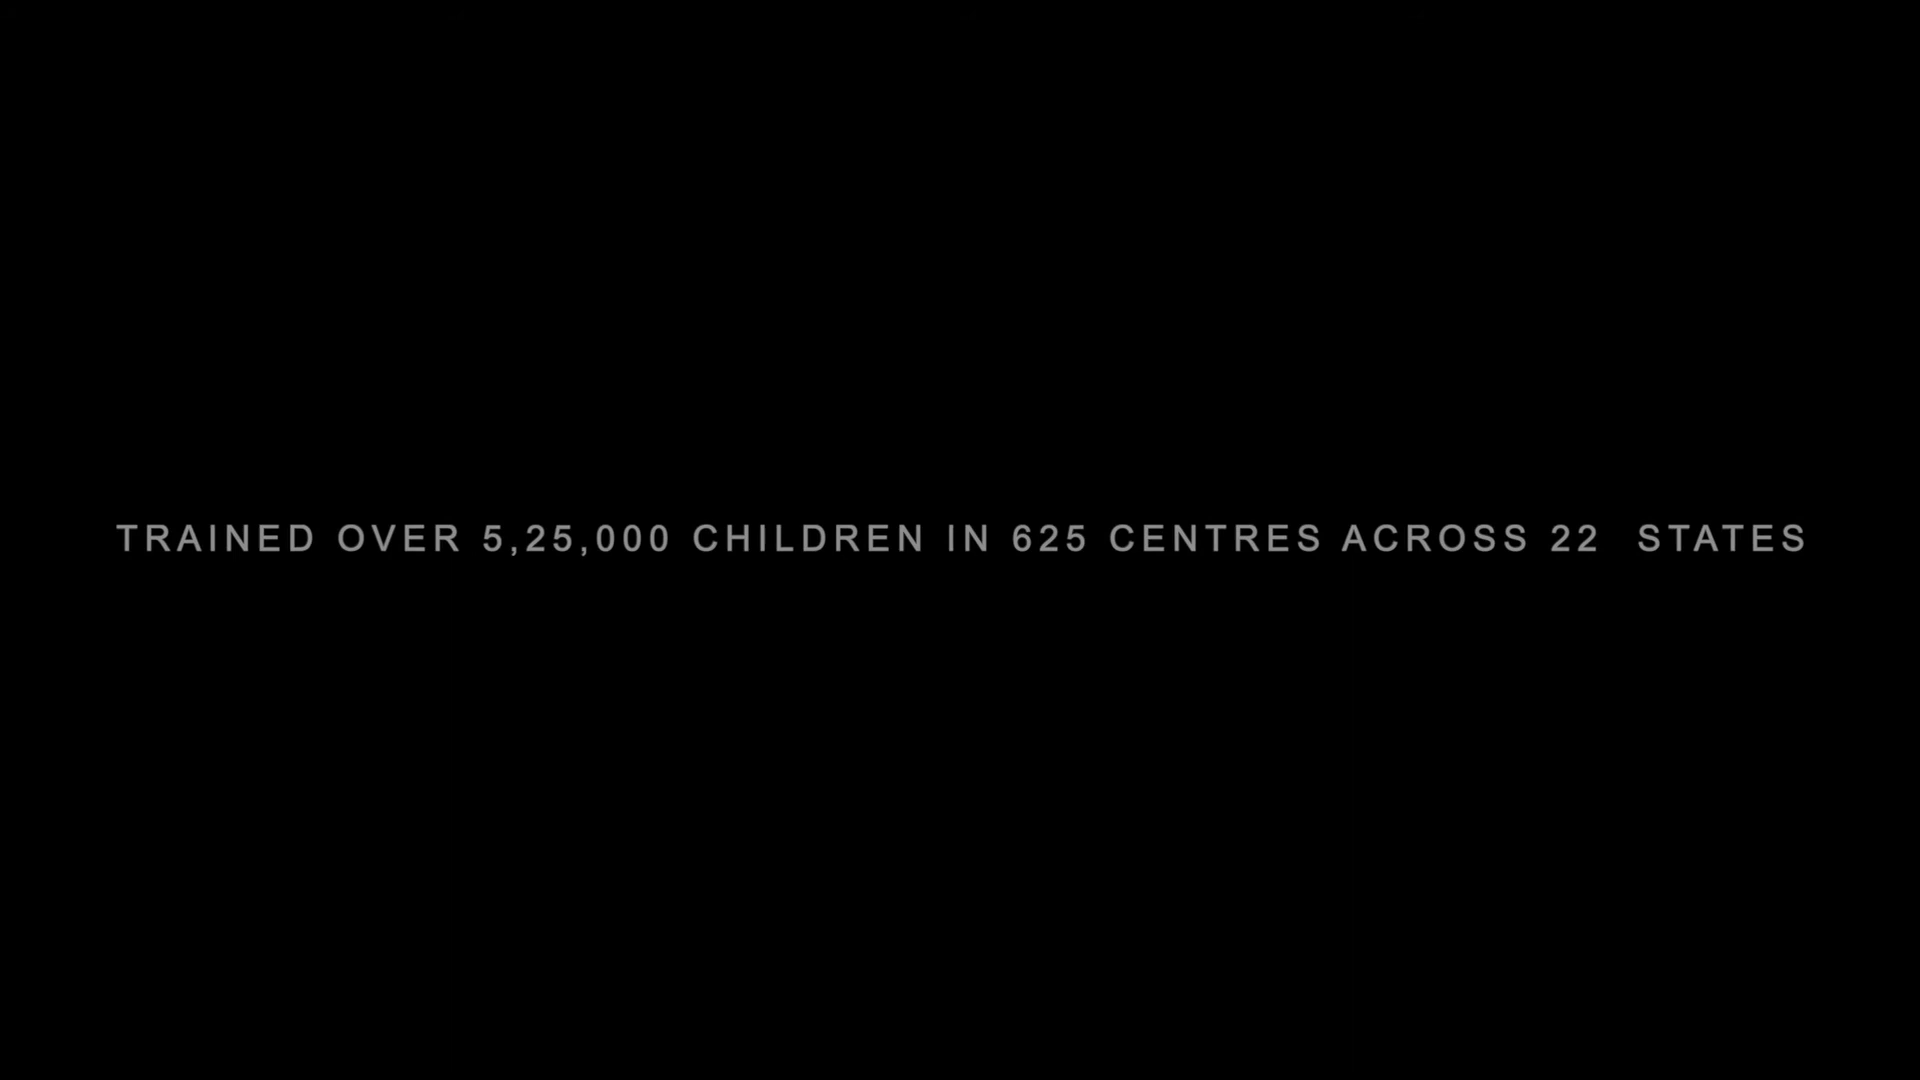 TRAINED OVER 5,25,000 CHILDREN IN 625 CENTRES ACROSS 22  STATES